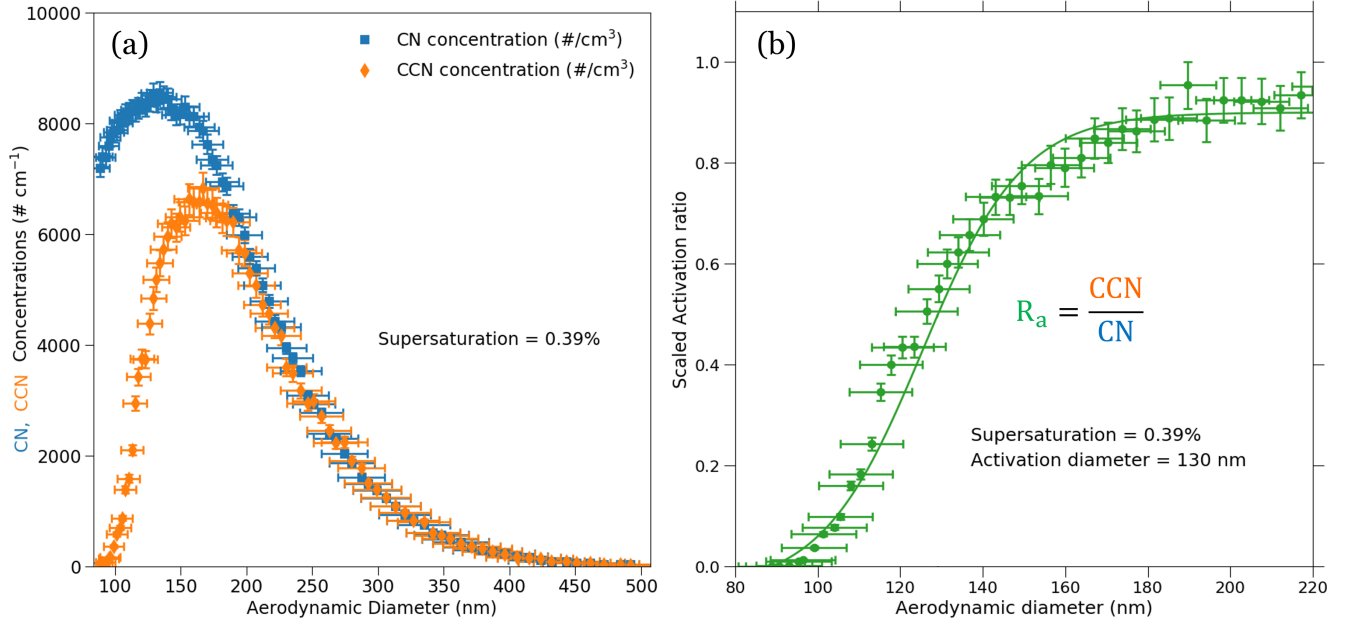 (a)
CN concentration (#/cm³)
CCN concentration (#/cm³)
Supersaturation = 0.39%
CN, CCN Concentrations (# cm⁻¹)
10000
8000
6000
4000
2000
0
100 150 200 250 300 350 400 450 500
Aerodynamic Diameter (nm)
(b)
Scaled Activation ratio
1.0
0.8
0.6
0.4
0.2
0.0
Rₐ = CCN / CN
Supersaturation = 0.39%
Activation diameter = 130 nm
80 100 120 140 160 180 200 220
Aerodynamic diameter (nm)